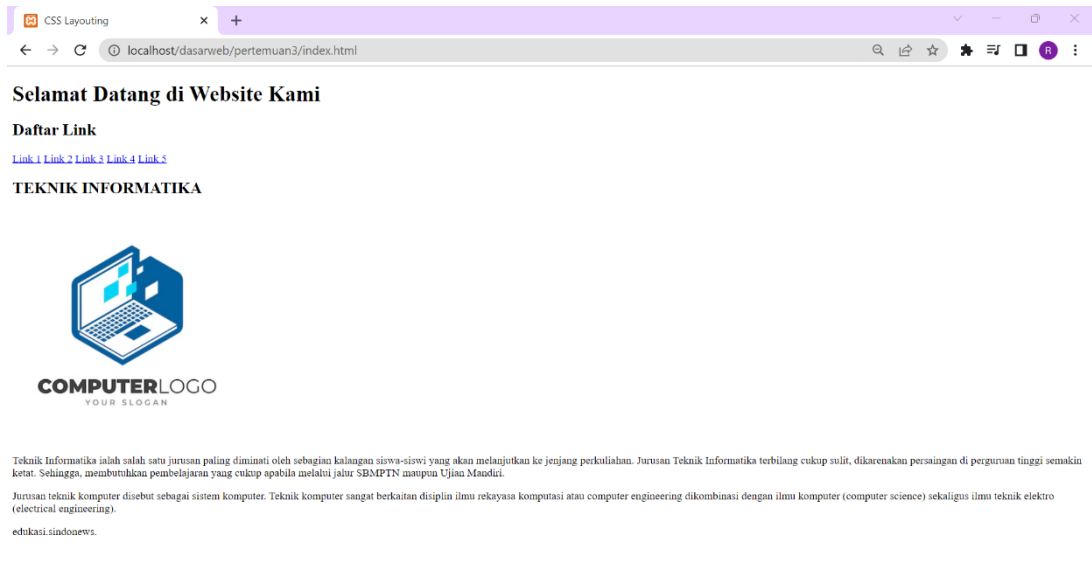 CSS Layouting
localhost/dasarweb/pertemuan3/index.html
R
Selamat Datang di Website Kami
Daftar Link
Link 1 Link 2 Link 3 Link 4 Link 5
TEKNIK INFORMATIKA
COMPUTERLOGO
YOUR SLOGAN
Teknik Informatika ialah salah satu jurusan paling diminati oleh sebagian kalangan siswa-siswi yang akan melanjutkan ke jenjang perkuliahan. Jurusan Teknik Informatika terbilang cukup sulit, dikarenakan persaingan di perguruan tinggi semakin
ketat. Sehingga, membutuhkan pembelajaran yang cukup apabila melalui jalur SBMPTN maupun Ujian Mandiri.
Jurusan teknik komputer disebut sebagai sistem komputer. Teknik komputer sangat berkaitan disiplin ilmu rekayasa komputasi atau computer engineering dikombinasi dengan ilmu komputer (computer science) sekaligus ilmu teknik elektro
(electrical engineering).
edukasi.sindonews.